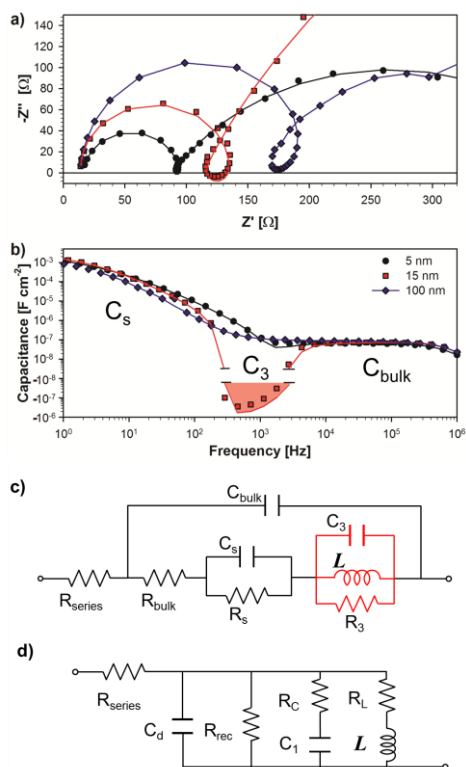 a)
140
120
100
80
60
40
20
0
-Z'' [Ω]
0 50 100 150 200 250 300
Z' [Ω]
b)
10⁻²
10⁻³
10⁻⁴
10⁻⁵
10⁻⁶
10⁻⁷
10⁻⁸
-10⁻⁸
-10⁻⁷
-10⁻⁶
Capacitance [F cm⁻²]
5 nm
15 nm
100 nm
Cs
C3
Cbulk
10⁰ 10¹ 10² 10³ 10⁴ 10⁵ 10⁶
Frequency [Hz]
c)
Cbulk
Cs
C3
L
Rseries
Rbulk
Rs
R3
d)
Rseries
Cd
Rrec
RC
C1
RL
L